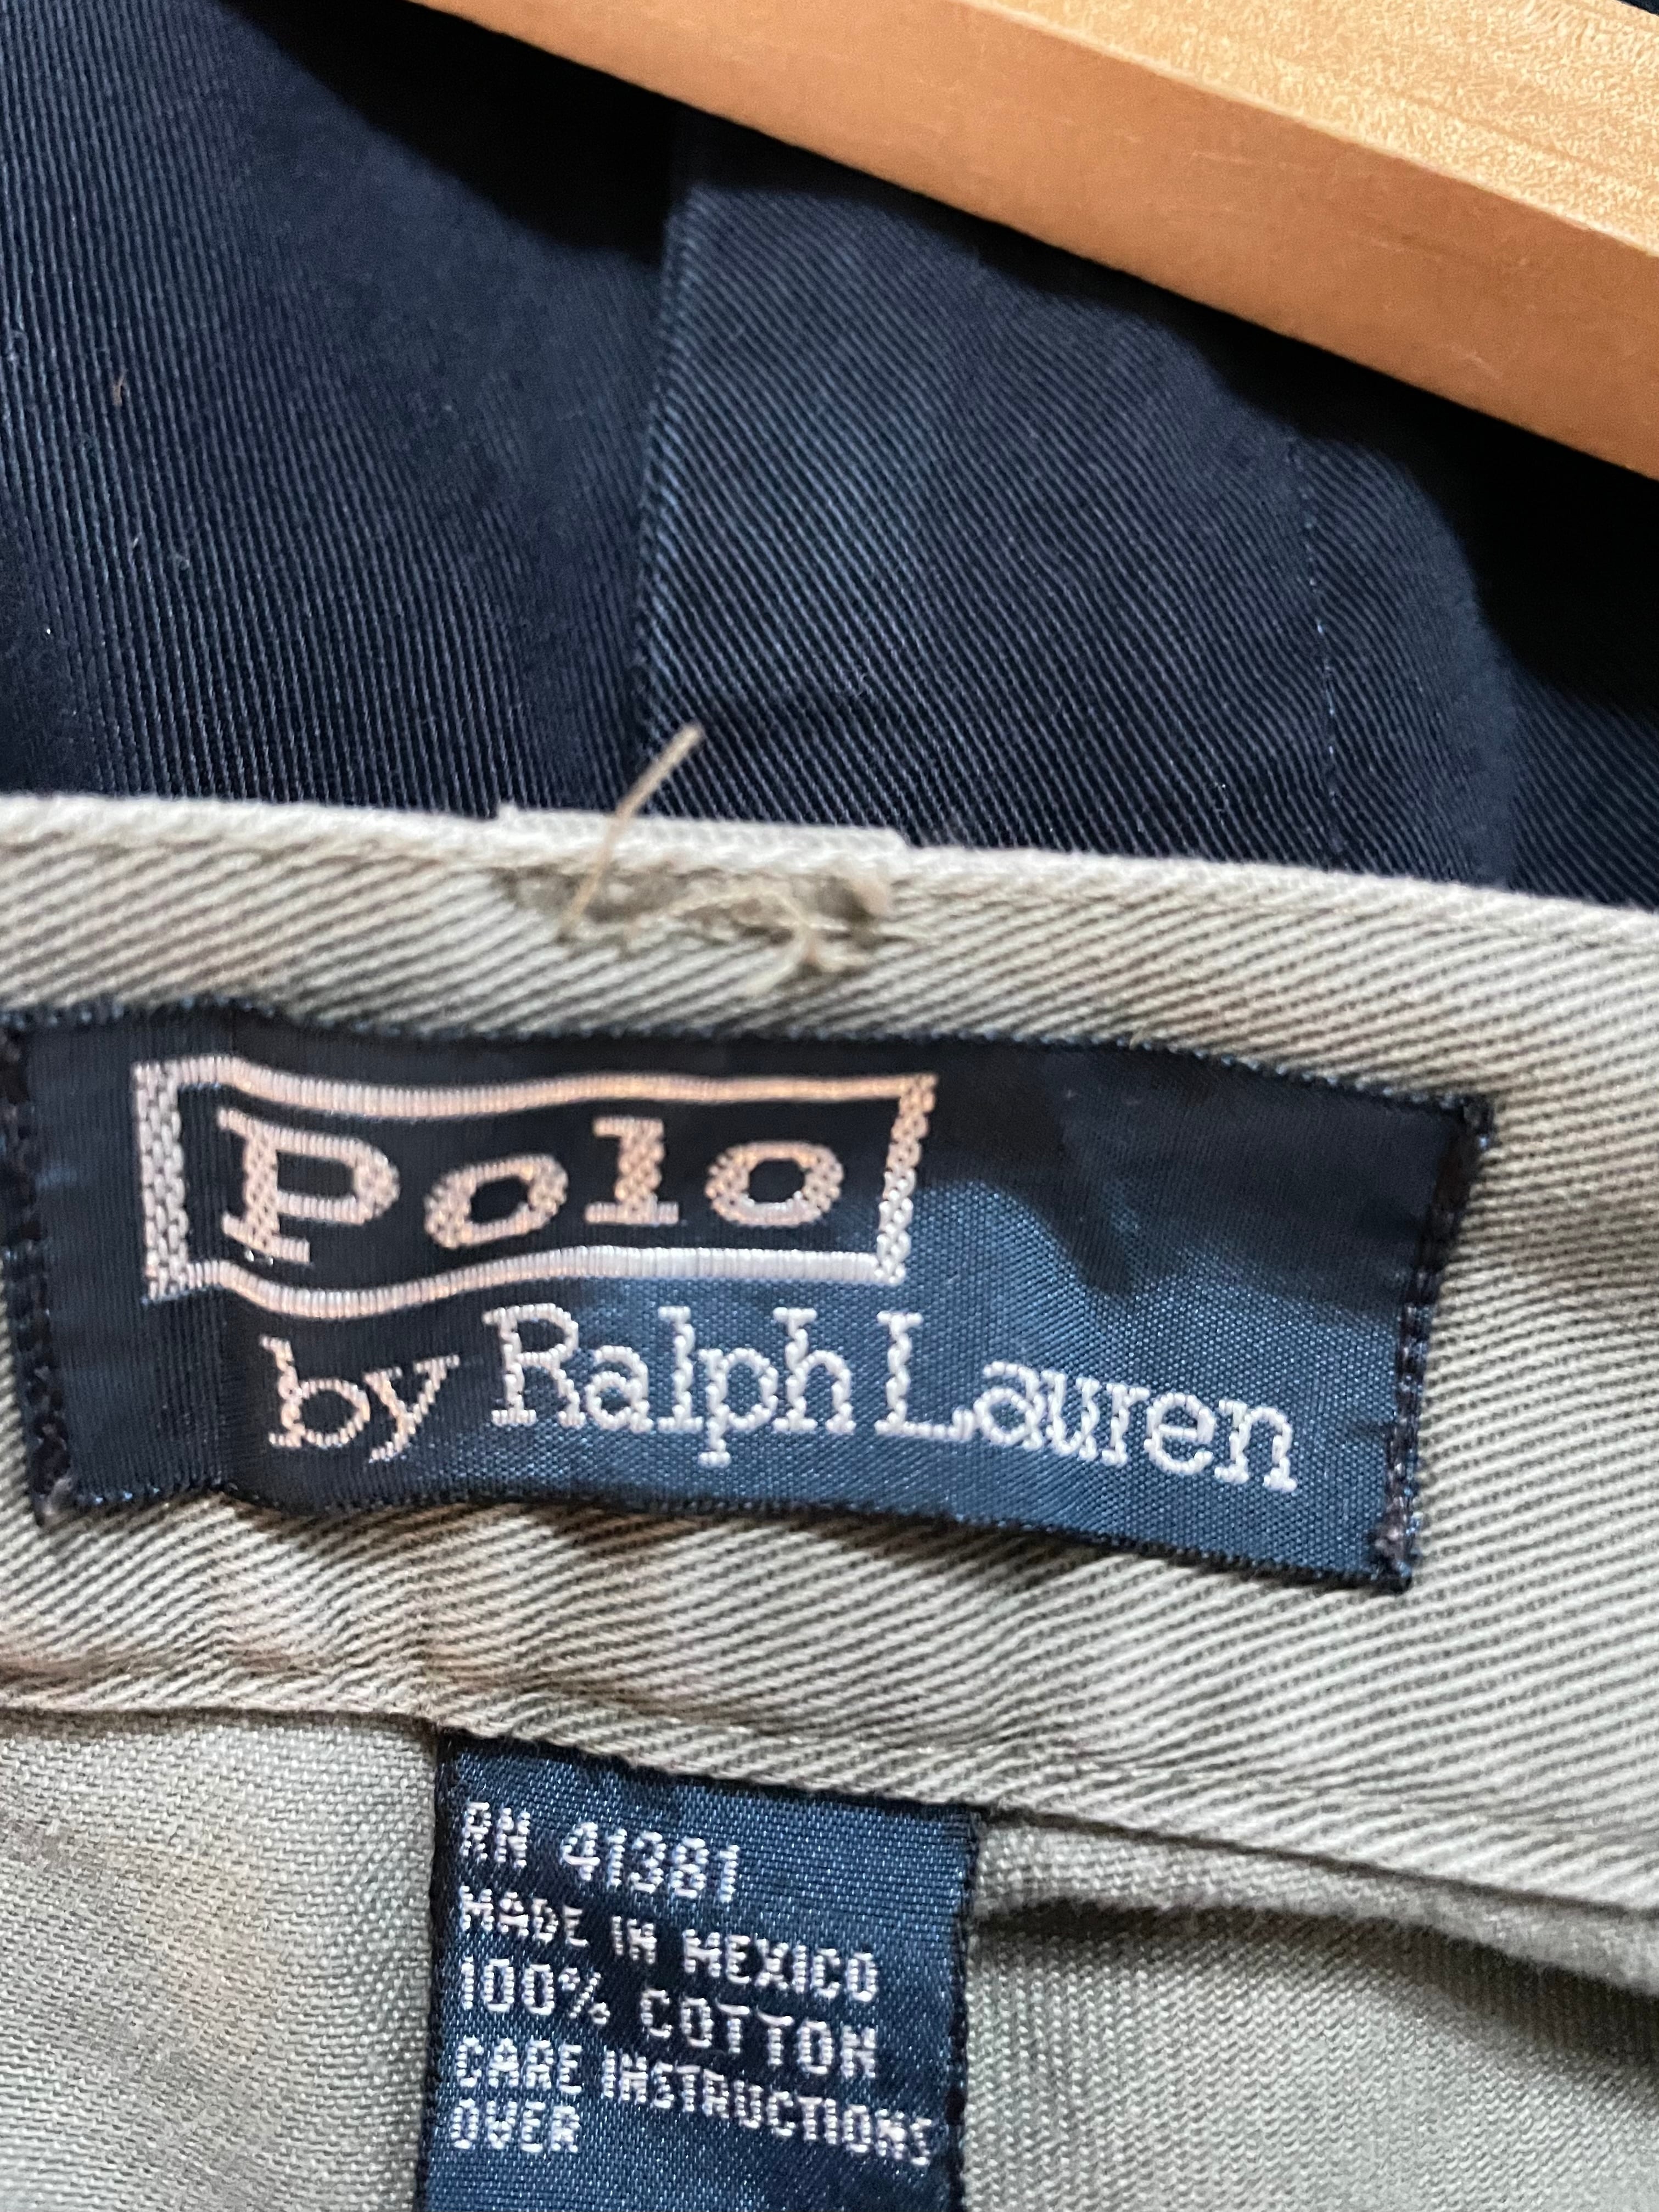 Polo
by Ralph Lauren
RN 41381
MADE IN MEXICO
100% COTTON
CARE INSTRUCTIONS
OVER